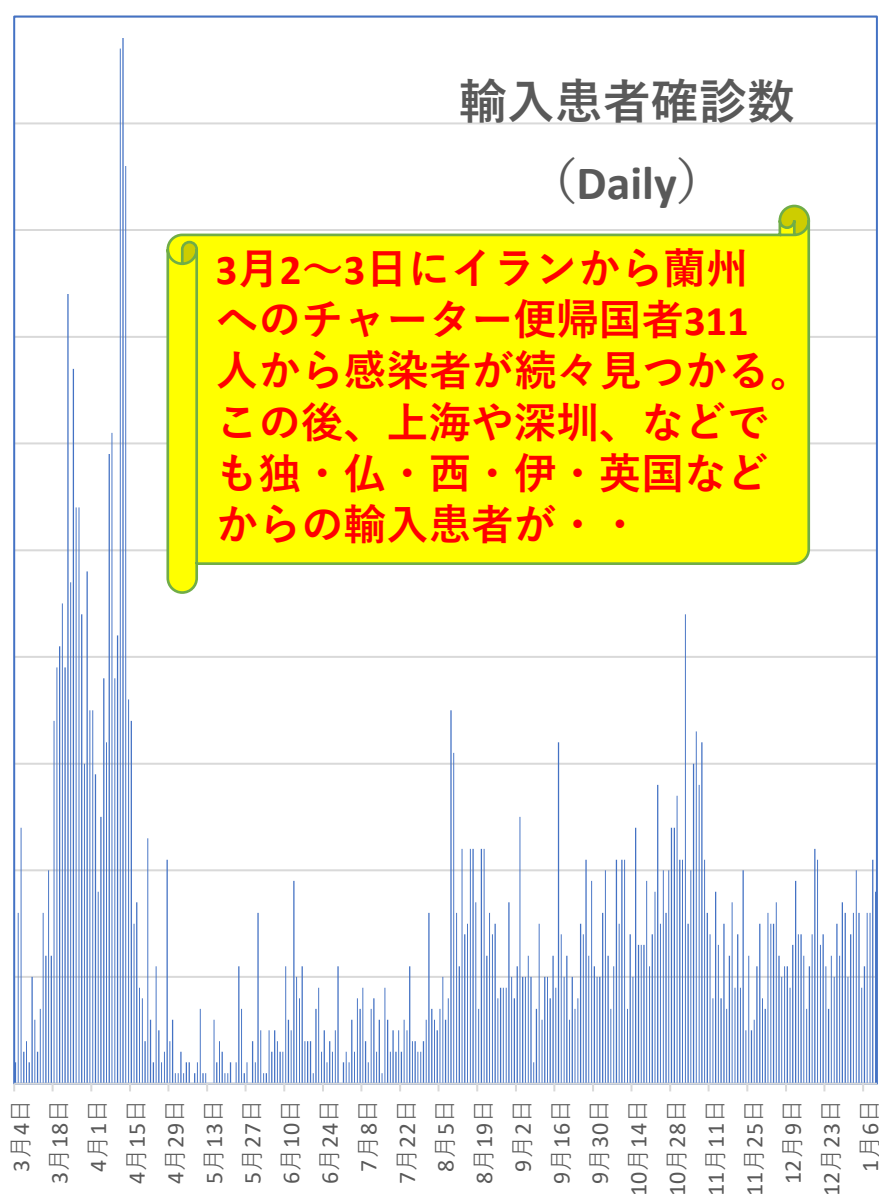 輸入患者確診数
（Daily）
3月2～3日にイランから蘭州
へのチャーター便帰国者311
人から感染者が続々見つかる。
この後、上海や深圳、などで
も独・仏・西・伊・英国など
からの輸入患者が・・
3月4日
3月18日
4月1日
4月15日
4月29日
5月13日
5月27日
6月10日
6月24日
7月8日
7月22日
8月5日
8月19日
9月2日
9月16日
9月30日
10月14日
10月28日
11月11日
11月25日
12月9日
12月23日
1月6日